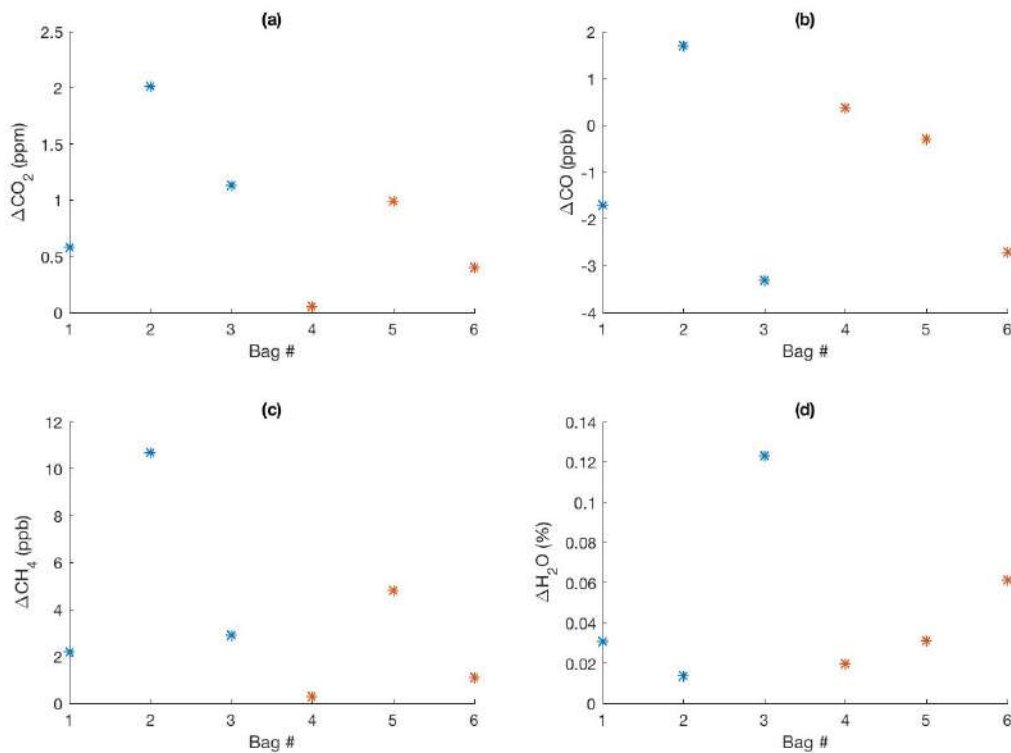 (a)
2.5
2
1.5
1
0.5
0
ΔCO2 (ppm)
1 2 3 4 5 6
Bag #
(b)
2
1
0
-1
-2
-3
-4
ΔCO (ppb)
1 2 3 4 5 6
Bag #
(c)
12
10
8
6
4
2
0
ΔCH4 (ppb)
1 2 3 4 5 6
Bag #
(d)
0.14
0.12
0.1
0.08
0.06
0.04
0.02
0
ΔH2O (%)
1 2 3 4 5 6
Bag #